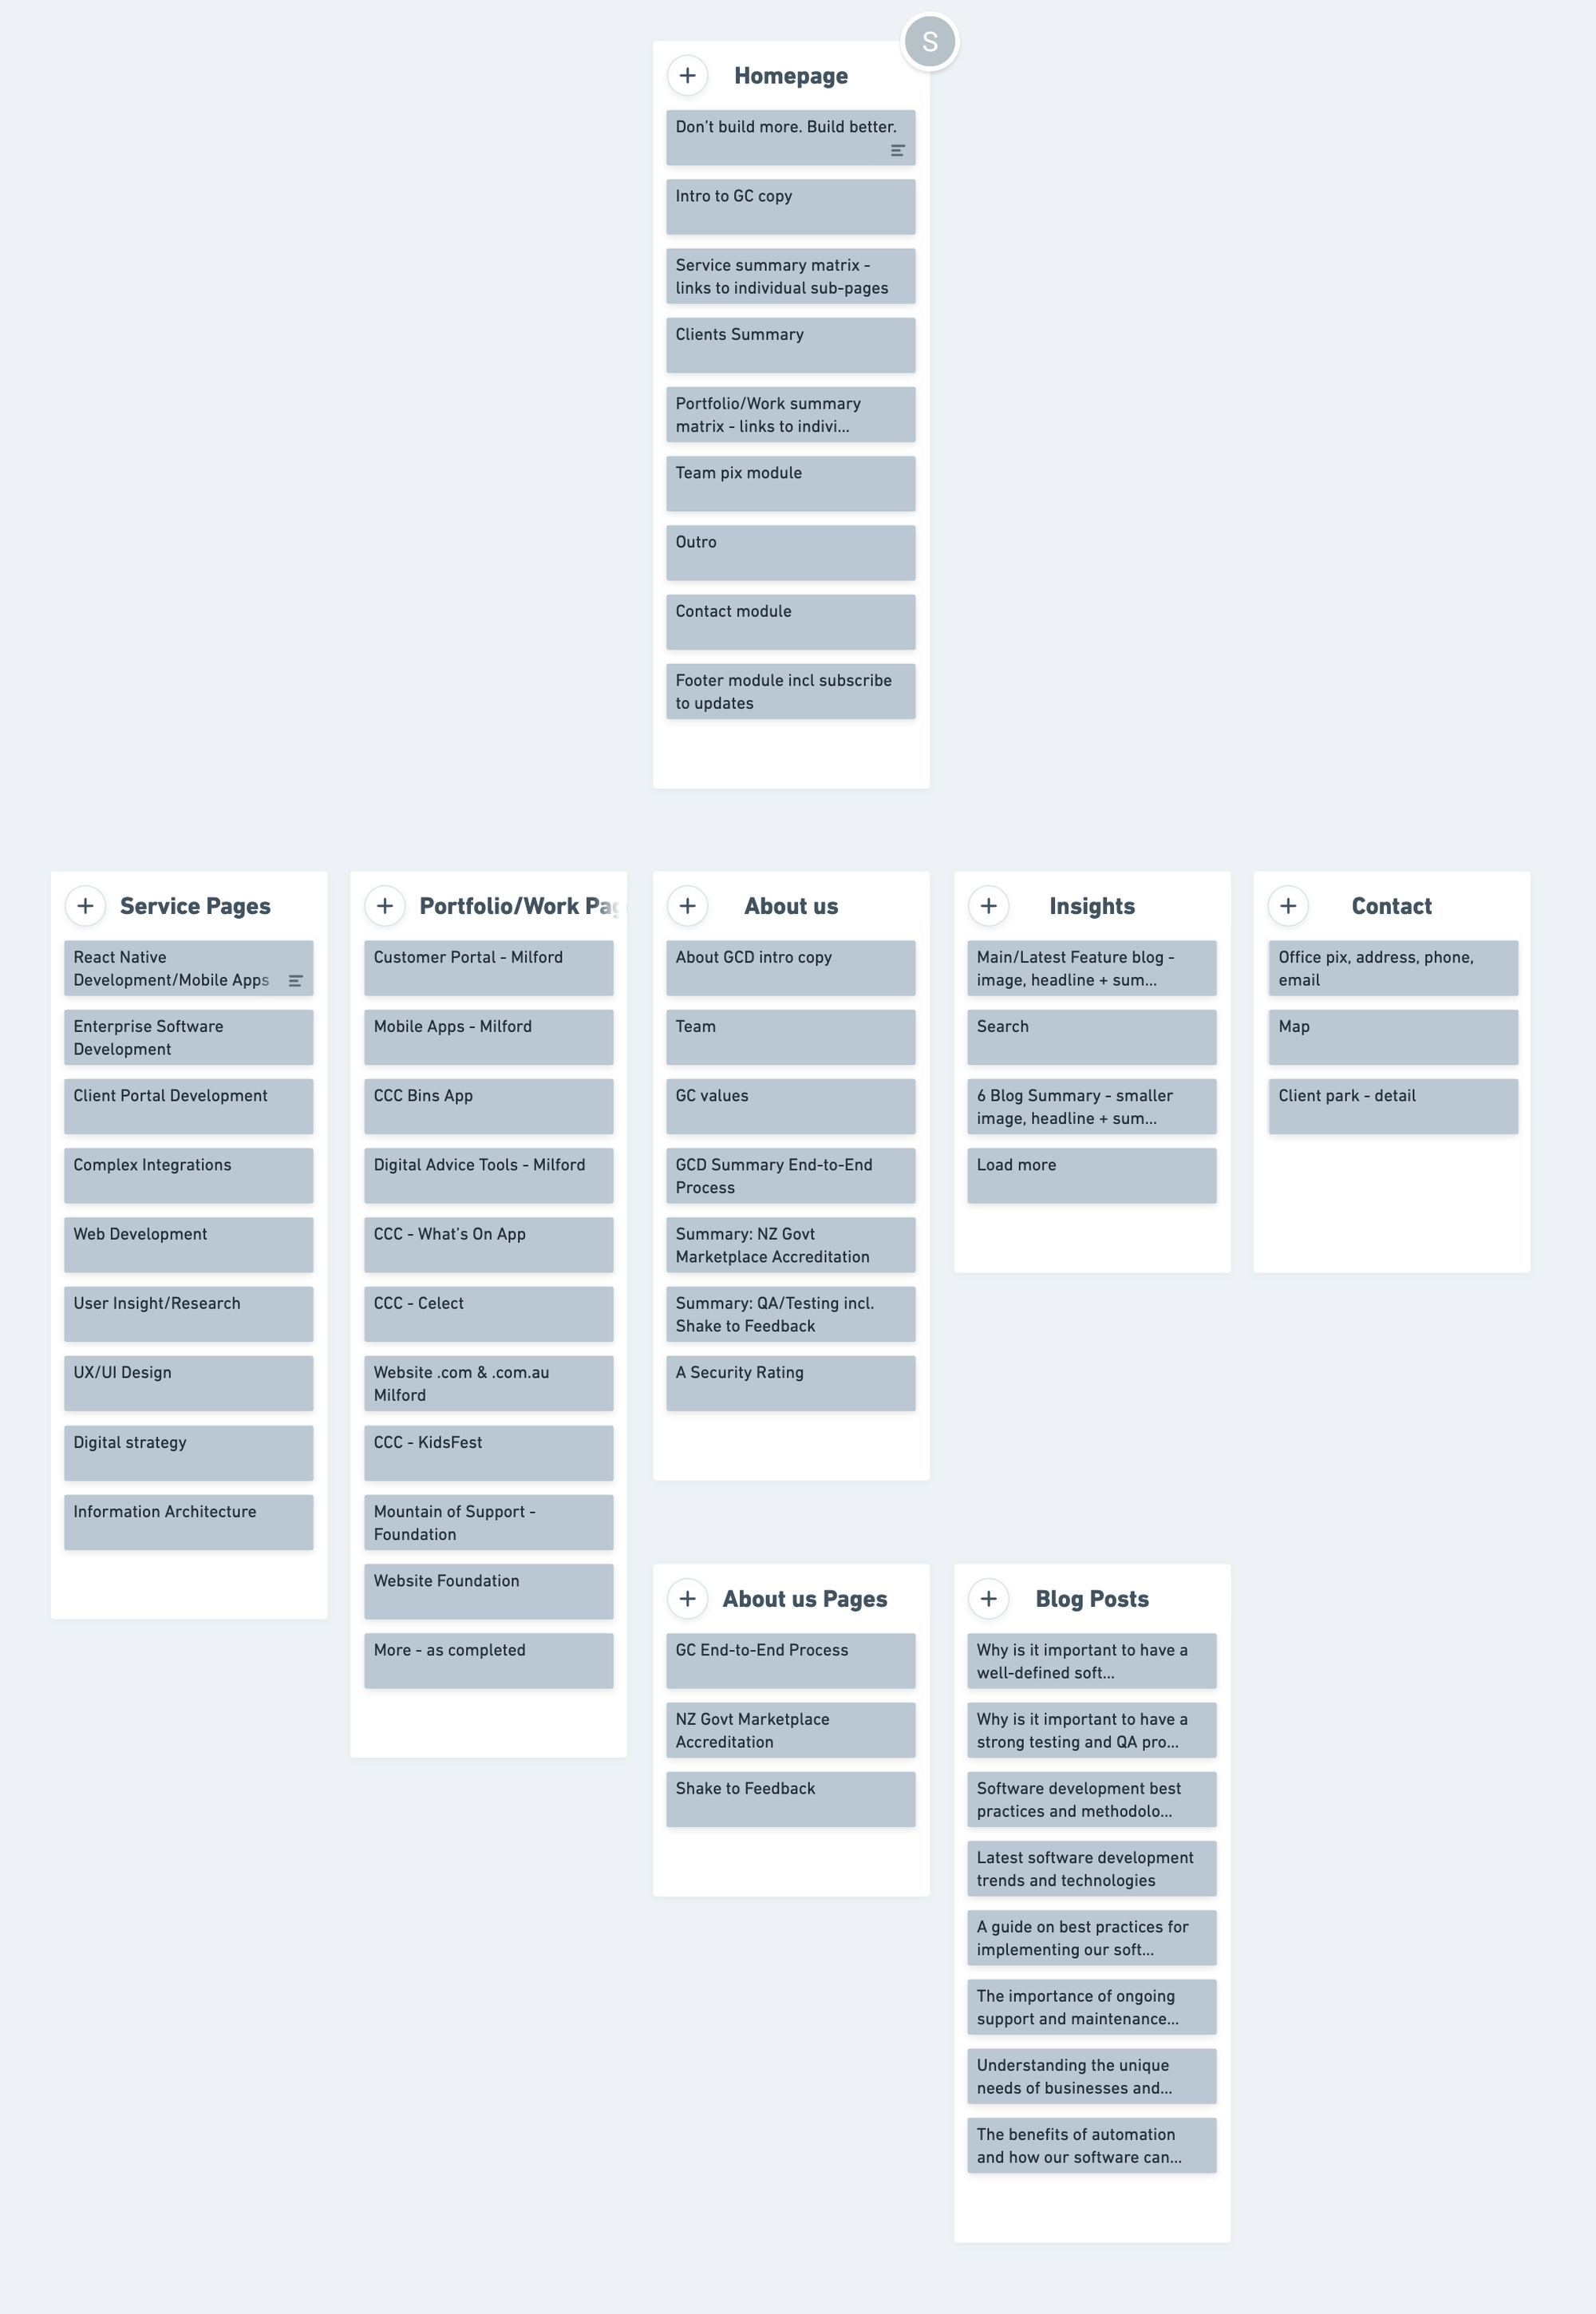 S
Homepage
Don't build more. Build better.
Intro to GC copy
Service summary matrix -
links to individual sub-pages
Clients Summary
Portfolio/Work summary
matrix - links to indivi...
Team pix module
Outro
Contact module
Footer module incl subscribe
to updates
Service Pages
React Native
Development/Mobile Apps
Enterprise Software
Development
Client Portal Development
Complex Integrations
Web Development
User Insight/Research
UX/UI Design
Digital strategy
Information Architecture
Portfolio/Work Pag
Customer Portal - Milford
Mobile Apps - Milford
CCC Bins App
Digital Advice Tools - Milford
CCC - What's On App
CCC - Celect
Website .com & .com.au
Milford
CCC - KidsFest
Mountain of Support -
Foundation
Website Foundation
More - as completed
About us
About GCD intro copy
Team
GC values
GCD Summary End-to-End
Process
Summary: NZ Govt
Marketplace Accreditation
Summary: QA/Testing incl.
Shake to Feedback
A Security Rating
Insights
Main/Latest Feature blog -
image, headline + sum...
Search
6 Blog Summary - smaller
image, headline + sum...
Load more
Contact
Office pix, address, phone,
email
Map
Client park - detail
About us Pages
GC End-to-End Process
NZ Govt Marketplace
Accreditation
Shake to Feedback
Blog Posts
Why is it important to have a
well-defined soft...
Why is it important to have a
strong testing and QA pro...
Software development best
practices and methodolo...
Latest software development
trends and technologies
A guide on best practices for
implementing our soft...
The importance of ongoing
support and maintenance...
Understanding the unique
needs of businesses and...
The benefits of automation
and how our software can...